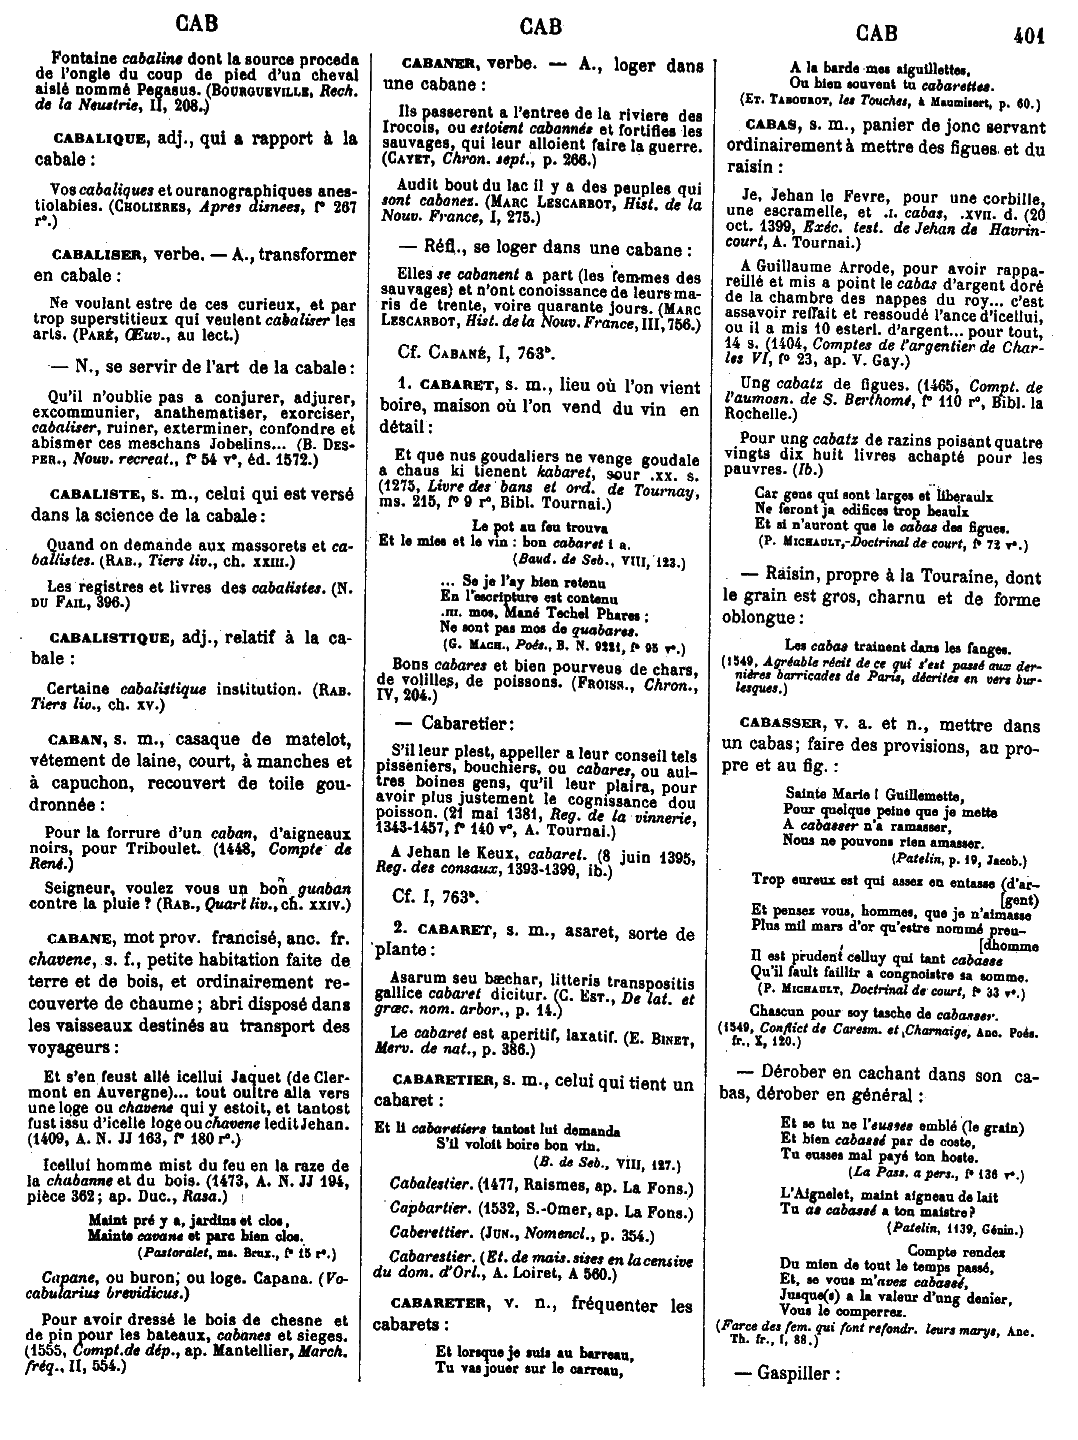 CAB
CAB
CAB
401
Fontaine cabaline dont la source proceda
de l'ongle du coup de pied d'un cheval
aislé nommé Pegasus. (BOURGUEVILLE, Rech.
de la Neustrie, II, 208.)
CABALIQUE, adj., qui a rapport à la
cabale :
Vos cabaliques et ouranographiques anes-
tiolabies. (CHOLIERES, Apres disnees, f° 267
r°.)
CABALISER, verbe. — A., transformer
en cabale :
Ne voulant estre de ces curieux, et par
trop superstitieux qui veulent cabaliser les
arts. (PARÉ, Œuv., au lect.)
— N., se servir de l'art de la cabale :
Qu'il n'oublie pas a conjurer, adjurer,
excommunier, anathematiser, exorciser,
cabaliser, ruiner, exterminer, confondre et
abismer ces meschans Jobelins... (B. DES-
PER., Nouv. recreat., f° 54 v°, éd. 1572.)
CABALISTE, s. m., celui qui est versé
dans la science de la cabale :
Quand on demande aux massorets et ca-
ballistes. (RAB., Tiers liv., ch. XXIII.)
Les registres et livres des cabalistes. (N.
DU FAIL, 396.)
CABALISTIQUE, adj., relatif à la ca-
bale :
Certaine cabalistique institution. (RAB.
Tiers liv., ch. XV.)
CABAN, s. m., casaque de matelot,
vêtement de laine, court, à manches et
à capuchon, recouvert de toile gou-
dronnée :
Pour la forrure d'un caban, d'aigneaux
noirs, pour Triboulet. (1448, Compte de
René.)
Seigneur, voulez vous un bon gunban
contre la pluie ? (RAB., Quart liv., ch. XXIV.)
CABANE, mot prov. francisé, anc. fr.
chavene, s. f., petite habitation faite de
terre et de bois, et ordinairement re-
couverte de chaume ; abri disposé dans
les vaisseaux destinés au transport des
voyageurs :
Et s'en feust allé icellui Jaquet (de Cler-
mont en Auvergne)... tout oultre alla vers
une loge ou chavene qui y estoit, et tantost
fust issu d'icelle loge ou chavene ledit Jehan.
(1409, A. N. JJ 163, f° 180 r°.)
Icellui homme mist du feu en la raze de
la chabanne et du bois. (1473, A. N. JJ 194,
pièce 362 ; ap. Duc., Rasa.)
Maint pré y a, jardins et clos,
Mainte cavane et parc bien clos.
(Pastoralet, ms. Brux., f° 15 r°.)
Capane, ou buron, ou loge. Capana. (Vo-
cabularius brevidicus.)
Pour avoir dressé le bois de chesne et
de pin pour les bateaux, cabanes et sieges.
(1555, Compt. de dép., ap. Mantellier, March.
fréq., II, 554.)
CABANER, verbe. — A., loger dans
une cabane :
Ils passerent a l'entree de la riviere des
Irocois, ou estoient cabannés et fortifies les
sauvages, qui leur alloient faire la guerre.
(CAYET, Chron. sept., p. 266.)
Audit bout du lac il y a des peuples qui
sont cabanez. (MARC LESCARBOT, Hist. de la
Nouv. France, I, 275.)
— Réfl., se loger dans une cabane :
Elles se cabanent a part (les femmes des
sauvages) et n'ont conoissance de leurs ma-
ris de trente, voire quarante jours. (MARC
LESCARBOT, Hist. de la Nouv. France, III, 756.)
Cf. CABANÉ, I, 763ᵇ.
1. CABARET, s. m., lieu où l'on vient
boire, maison où l'on vend du vin en
détail :
Et que nus goudaliers ne venge goudale
a chaus ki tienent kabaret, sour .xx. s.
(1275, Livre des bans et ord. de Tournay,
ms. 215, f° 9 r°, Bibl. Tournai.)
Le pot au feu trouva
Et le mies et le vin : bon cabaret i a.
(Baud. de Seb., VIII, 123.)
... Se je l'ay bien retenu
En l'escripture est contenu
.III. mos, Mané Techel Phares ;
Ne sont pas mos de quabares.
(G. MACH., Poés., B. N. 9221, f° 95 r°.)
Bons cabares et bien pourveus de chars,
de volilles, de poissons. (FROISS., Chron.,
IV, 204.)
— Cabaretier :
S'il leur plest, appeller a leur conseil tels
pisseniers, bouchiers, ou cabares, ou aul-
tres boines gens, qu'il leur plaira, pour
avoir plus justement le cognissance dou
poisson. (21 mai 1381, Reg. de la vinnerie,
1343-1457, f° 140 v°, A. Tournai.)
A Jehan le Keux, cabaret. (8 juin 1395,
Reg. des consaux, 1393-1399, ib.)
Cf. I, 763ᵇ.
2. CABARET, s. m., asaret, sorte de
plante :
Asarum seu bæchar, litteris transpositis
gallice cabaret dicitur. (C. EST., De lat. et
græc. nom. arbor., p. 14.)
Le cabaret est aperitif, laxatif. (E. BINET,
Merv. de nat., p. 386.)
CABARETIER, s. m., celui qui tient un
cabaret :
Et li cabaretiers tantost lui demanda
S'il voloit boire bon vin.
(B. de Seb., VIII, 127.)
Cabalestier. (1477, Raismes, ap. La Fons.)
Capbartier. (1532, S.-Omer, ap. La Fons.)
Caberettier. (JUN., Nomencl., p. 354.)
Cabarestier. (Et. de mais. sises en la censive
du dom. d'Orl., A. Loiret, A 560.)
CABARETER, v. n., fréquenter les
cabarets :
Et lorsque je suis au barreau,
Tu vas jouer sur le carreau,
A la barde mes aiguillettes,
Ou bien souvent tu cabarettes.
(ET. TABOUROT, les Touches, à Maumisert, p. 60.)
CABAS, s. m., panier de jonc servant
ordinairement à mettre des figues et du
raisin :
Je, Jehan le Fevre, pour une corbille,
une escramelle, et .I. cabas, .XVII. d. (20
oct. 1399, Exéc. test. de Jehan de Havrin-
court, A. Tournai.)
A Guillaume Arrode, pour avoir rappa-
reillé et mis a point le cabas d'argent doré
de la chambre des nappes du roy... c'est
assavoir reffait et ressoudé l'ance d'icellui,
ou il a mis 10 esterl. d'argent... pour tout,
14 s. (1404, Comptes de l'argentier de Char-
les VI, f° 23, ap. V. Gay.)
Ung cabatz de figues. (1465, Compt. de
l'aumosn. de S. Berthomé, f° 110 r°, Bibl. la
Rochelle.)
Pour ung cabatz de razins poisant quatre
vingts dix huit livres achapté pour les
pauvres. (Ib.)
Car gens qui sont larges et liberaulx
Ne feront ja edifices trop beaulx
Et si n'auront que le cabas des figues.
(P. MICHAULT, Doctrinal de court, f° 72 v°.)
— Raisin, propre à la Touraine, dont
le grain est gros, charnu et de forme
oblongue :
Les cabas trainent dans les fanges.
(1549, Agréable récit de ce qui s'est passé aux der-
nières barricades de Paris, décrites en vers bur-
lesques.)
CABASSER, v. a. et n., mettre dans
un cabas ; faire des provisions, au pro-
pre et au fig. :
Sainte Marie ! Guillemette,
Pour quelque peine que je mette
A cabasser n'a ramasser,
Nous ne pouvons rien amasser.
(Patelin, p. 19, Jacob.)
Trop eureux est qui assez en entasse (d'ar-
[gent)
Et pensez vous, hommes, que je n'aimasse
Plus mil mars d'or qu'estre nommé preu-
[dhomme
Il est prudent celluy qui tant cabasse
Qu'il fault faillir a congnoistre sa somme.
(P. MICHAULT, Doctrinal de court, f° 33 v°.)
Chascun pour soy tasche de cabasser.
(1549, Conflict de Caresm. et Charnaige, Anc. Poés.
fr., X, 120.)
— Dérober en cachant dans son ca-
bas, dérober en général :
Et se tu ne l'eusses emblé (le grain)
Et bien cabassé par de coste,
Tu eusses mal payé ton hoste.
(La Pass. a pers., f° 136 v°.)
L'Aignelet, maint aigneau de lait
Tu as cabassé a ton maistre ?
(Patelin, 1139, Génin.)
Compte rendez
Du mien de tout le temps passé,
Et, se vous m'avez cabassé,
Jusque(s) a la valeur d'ung denier,
Vous le comperrez.
(Farce des fem. qui font refondr. leurs marys, Anc.
Th. fr., I, 88.)
— Gaspiller :